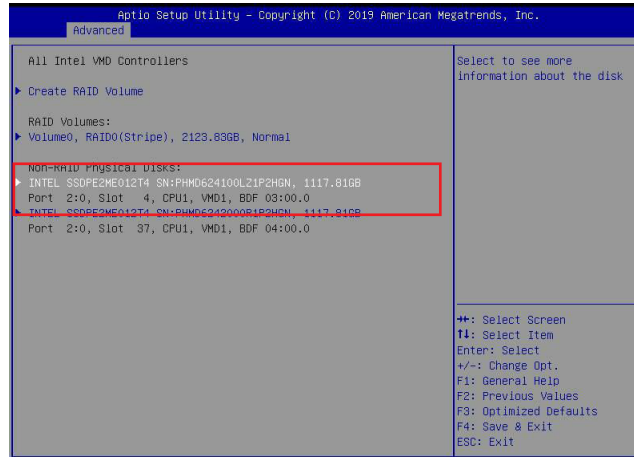 Aptio Setup Utility – Copyright (C) 2019 American Megatrends, Inc.
Advanced
All Intel VMD Controllers
Create RAID Volume
RAID Volumes:
Volume0, RAID0(Stripe), 2123.83GB, Normal
Non-RAID Physical Disks:
INTEL SSDPE2ME012T4 SN:PHMD624100LZ1P2HGN, 1117.81GB
Port 2:0, Slot 4, CPU1, VMD1, BDF 03:00.0
INTEL SSDPE2ME012T4 1117.81GB
Port 2:0, Slot 37, CPU1, VMD1, BDF 04:00.0
Select to see more
information about the disk
↔: Select Screen
↑↓: Select Item
Enter: Select
+/-: Change Opt.
F1: General Help
F2: Previous Values
F3: Optimized Defaults
F4: Save & Exit
ESC: Exit